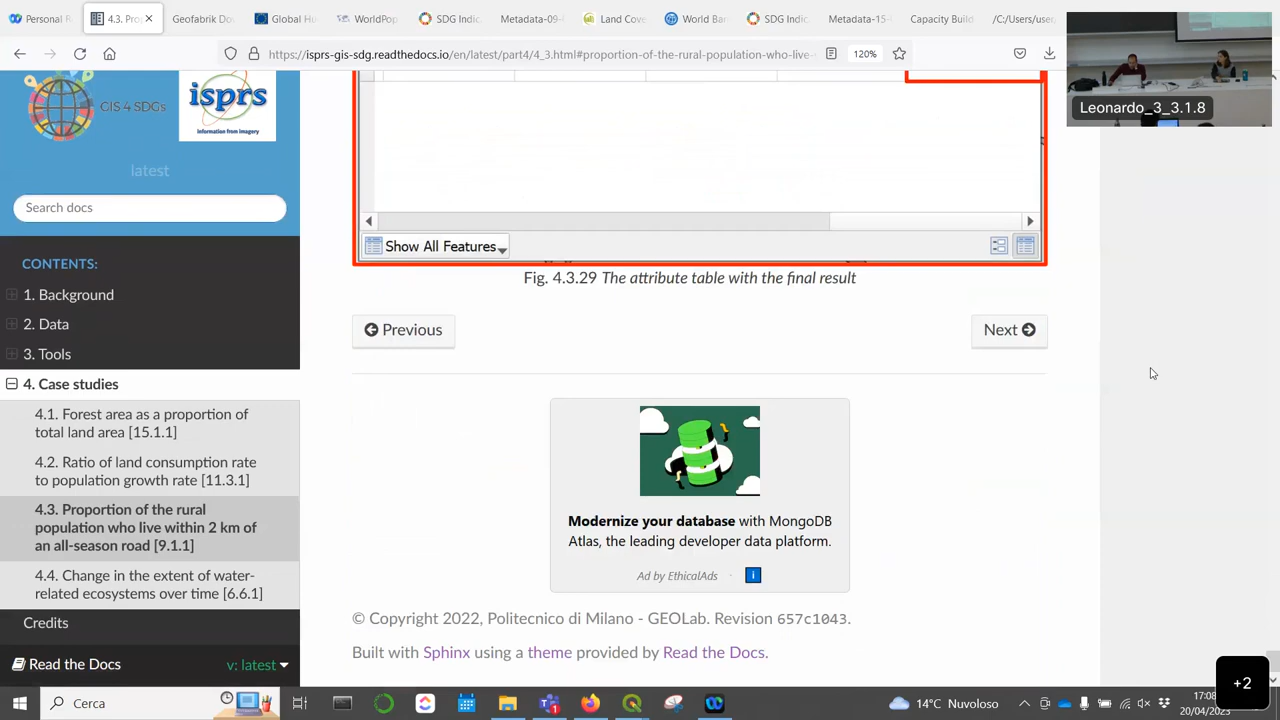 Personal R
4.3. Pro
Geofabrik Dow
Global Hu
WorldPop
SDG Indic
Metadata-09-
Land Cove
World Ban
SDG Indic
Metadata-15-
Capacity Build
/C:/Users/user/
https://isprs-gis-sdg.readthedocs.io/en/latest/part4/4_3.html#proportion-of-the-rural-population-who-live-
120%
Leonardo_3_3.1.8
GIS 4 SDGs
isprs
information from imagery
latest
Search docs
CONTENTS:
1. Background
2. Data
3. Tools
4. Case studies
4.1. Forest area as a proportion of
total land area [15.1.1]
4.2. Ratio of land consumption rate
to population growth rate [11.3.1]
4.3. Proportion of the rural
population who live within 2 km of
an all-season road [9.1.1]
4.4. Change in the extent of water-
related ecosystems over time [6.6.1]
Credits
Read the Docs
v: latest
Show All Features
Fig. 4.3.29 The attribute table with the final result
Previous
Next
Modernize your database with MongoDB
Atlas, the leading developer data platform.
Ad by EthicalAds ·
© Copyright 2022, Politecnico di Milano - GEOLab. Revision 657c1043.
Built with Sphinx using a theme provided by Read the Docs.
Cerca
14°C Nuvoloso
17:08
20/04/2023
+2